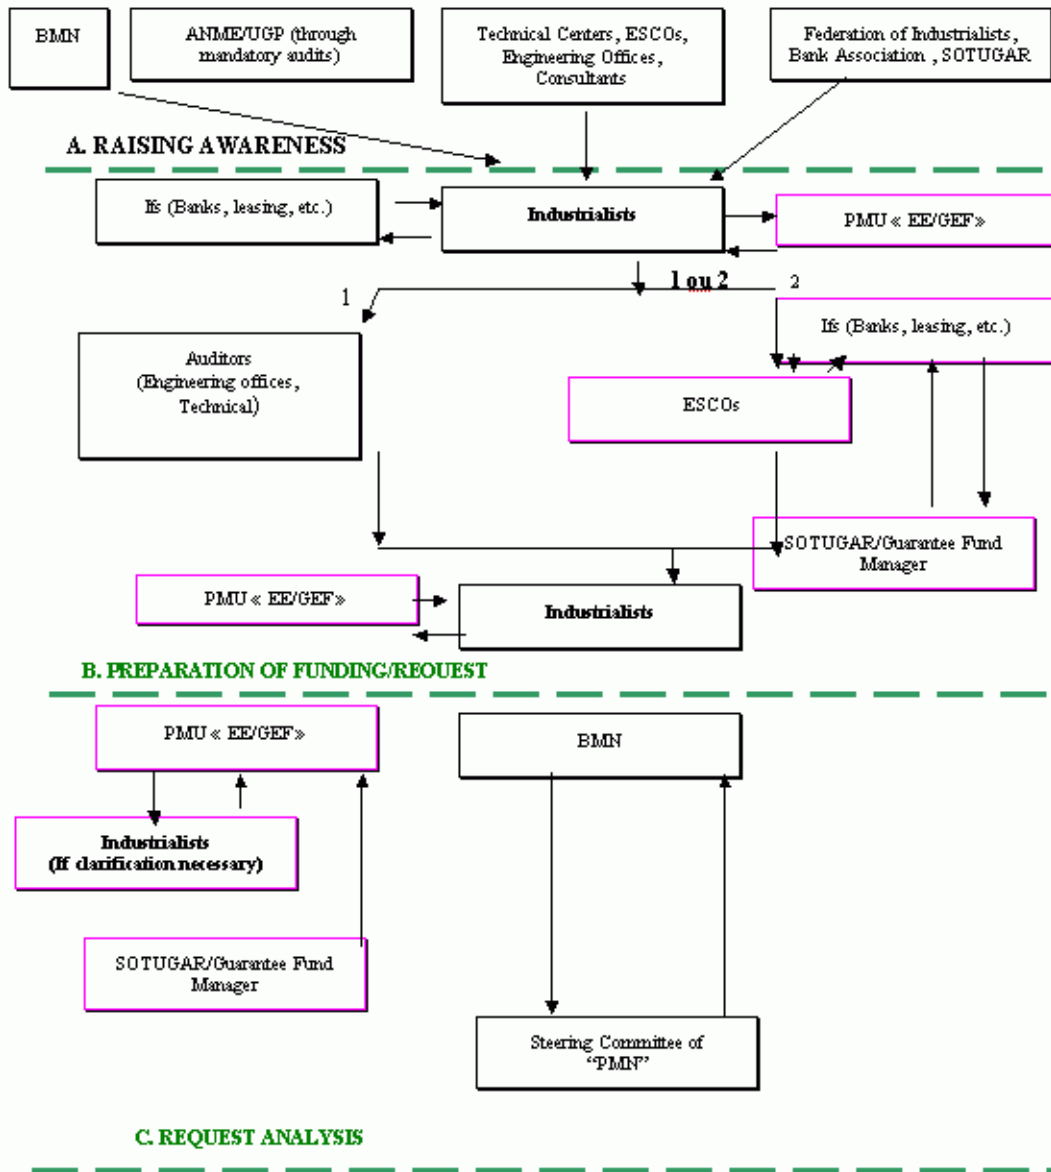 BMN
ANME/UGP (through
mandatory audits)
Technical Centers, ESCOs,
Engineering Offices,
Consultants
Federation of Industrialists,
Bank Association , SOTUGAR
A. RAISING AWARENESS
Ifs (Banks, leasing, etc.)
Industrialists
PMU « EE/GEF»
1 ou 2
1
2
Ifs (Banks, leasing, etc.)
Auditors
(Engineering offices,
Technical)
ESCOs
SOTUGAR/Guarantee Fund
Manager
PMU « EE/GEF»
Industrialists
B. PREPARATION OF FUNDING/REQUEST
PMU « EE/GEF»
BMN
Industrialists
(If clarification necessary)
SOTUGAR/Guarantee Fund
Manager
Steering Committee of
“PMN”
C. REQUEST ANALYSIS